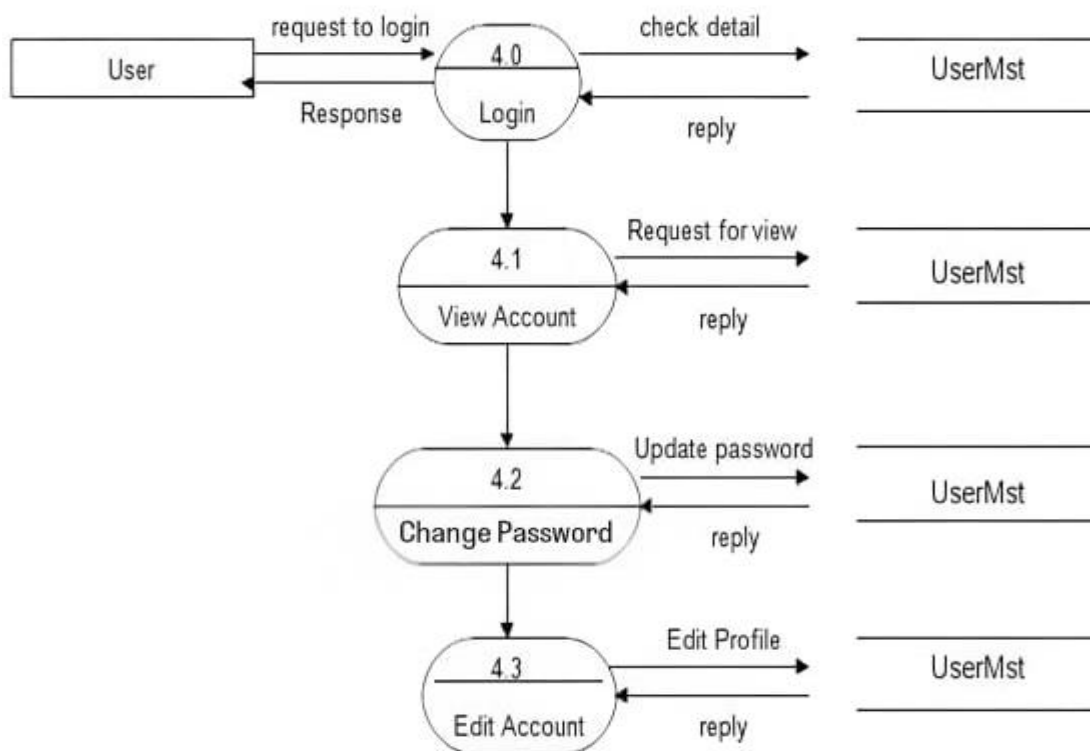 request to login
check detail
User
4.0
UserMst
Response
Login
reply
Request for view
4.1
UserMst
View Account
reply
Update password
4.2
UserMst
Change Password
reply
Edit Profile
4.3
UserMst
Edit Account
reply